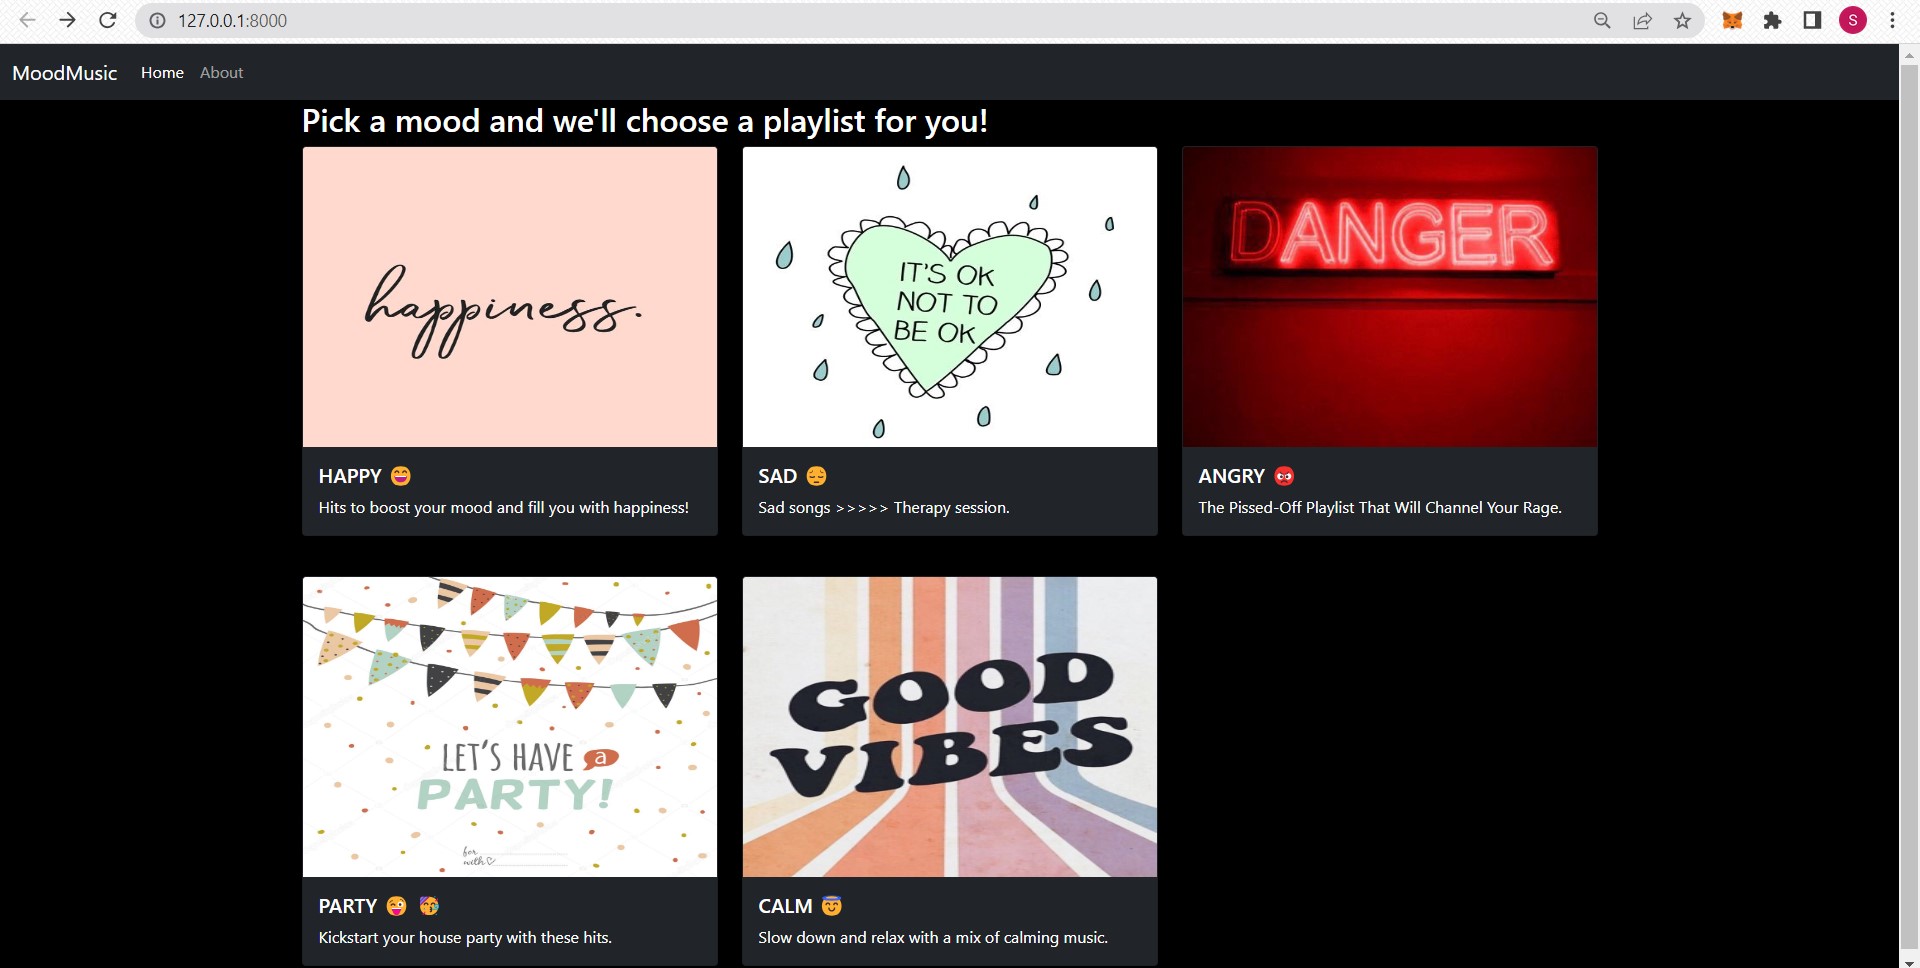 127.0.0.1:8000
S
MoodMusic Home About
Pick a mood and we'll choose a playlist for you!
happiness.
IT'S OK
NOT TO
BE OK
DANGER
HAPPY 😄
Hits to boost your mood and fill you with happiness!
SAD 😔
Sad songs >>>>> Therapy session.
ANGRY 👹
The Pissed-Off Playlist That Will Channel Your Rage.
LET'S HAVE a
PARTY!
for
with
GOOD
VIBES
PARTY 😜 🥳
Kickstart your house party with these hits.
CALM 😇
Slow down and relax with a mix of calming music.